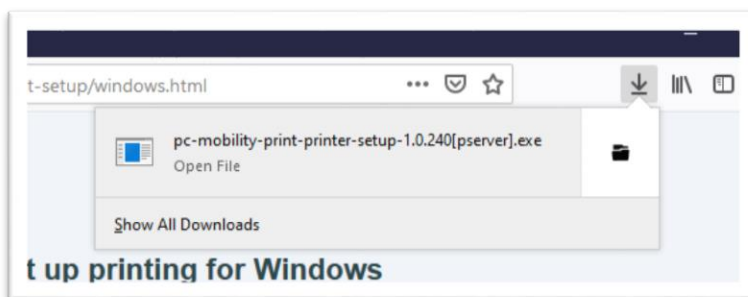 t-setup/windows.html
pc-mobility-print-printer-setup-1.0.240[pserver].exe
Open File
Show All Downloads
t up printing for Windows